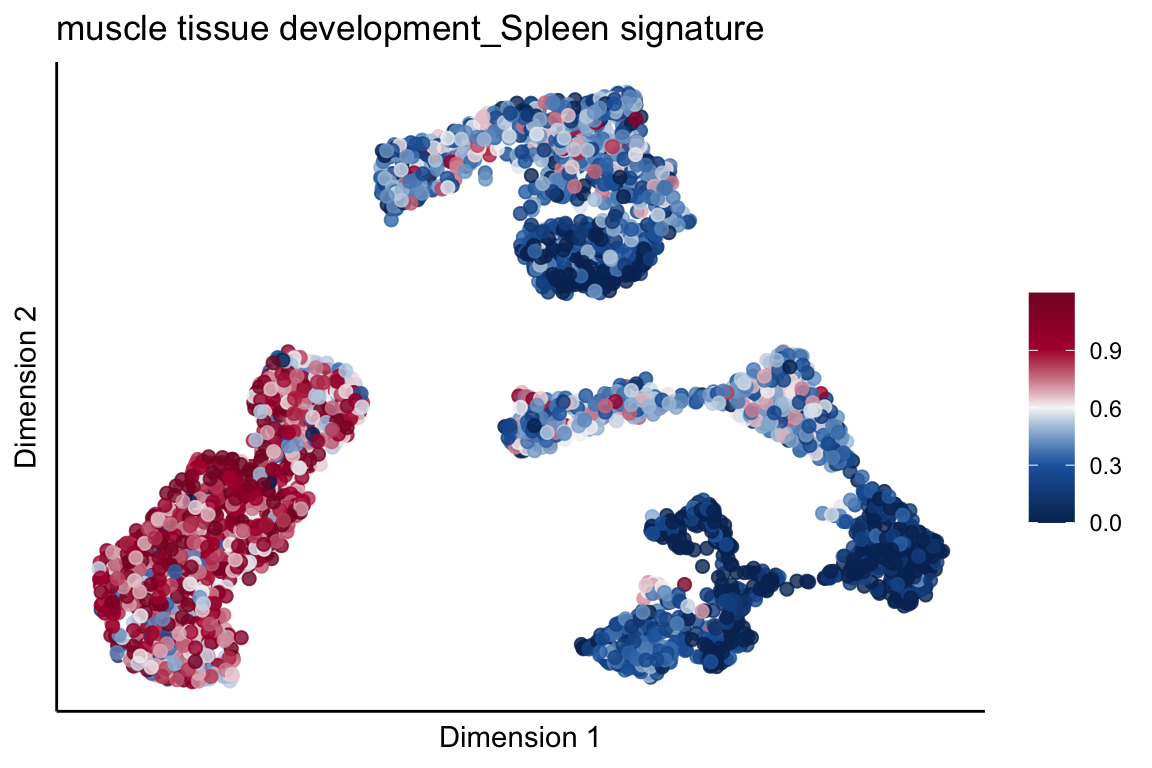 muscle tissue development_Spleen signature
Dimension 2
0.9
0.6
0.3
0.0
Dimension 1